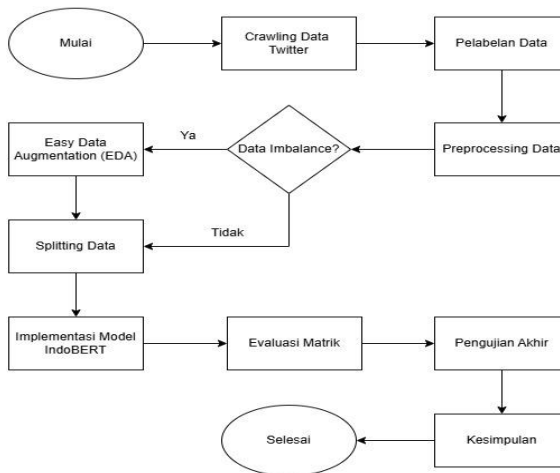 Mulai
Crawling Data
Twitter
Pelabelan Data
Preprocessing Data
Data Imbalance?
Ya
Easy Data
Augmentation (EDA)
Tidak
Splitting Data
Implementasi Model
IndoBERT
Evaluasi Matrik
Pengujian Akhir
Kesimpulan
Selesai